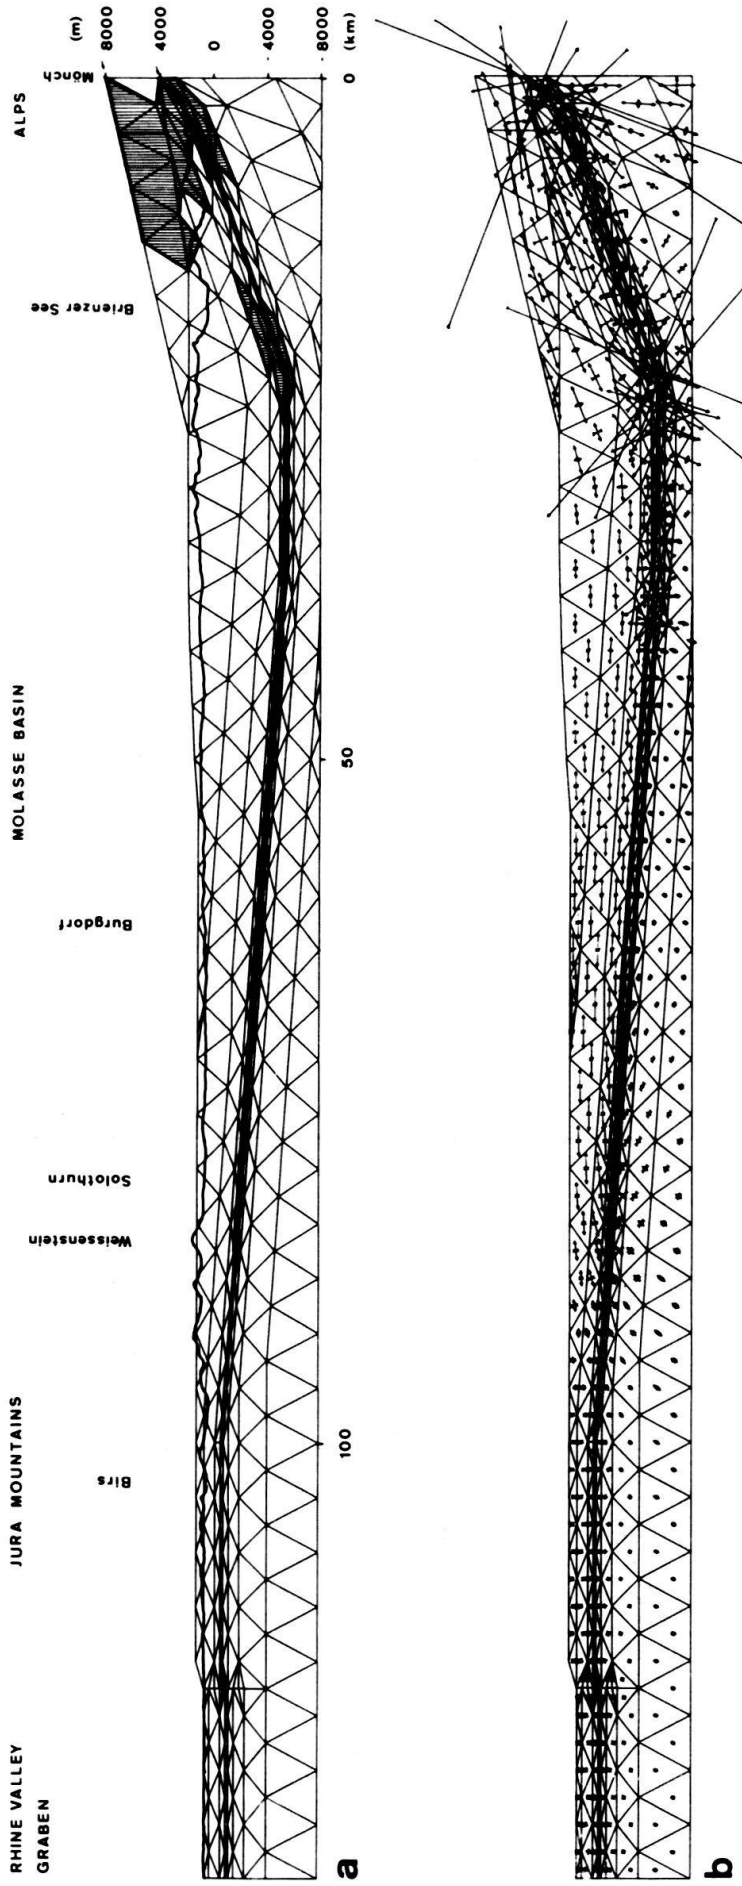 RHINE VALLEY
GRABEN
JURA MOUNTAINS
MOLASSE BASIN
ALPS
Birs
Weissenstein
Solothurn
Burgdorf
Brienzer See
Mönch
(m)
8000
4000
0
4000
8000
100
50
0 (km)
a
b